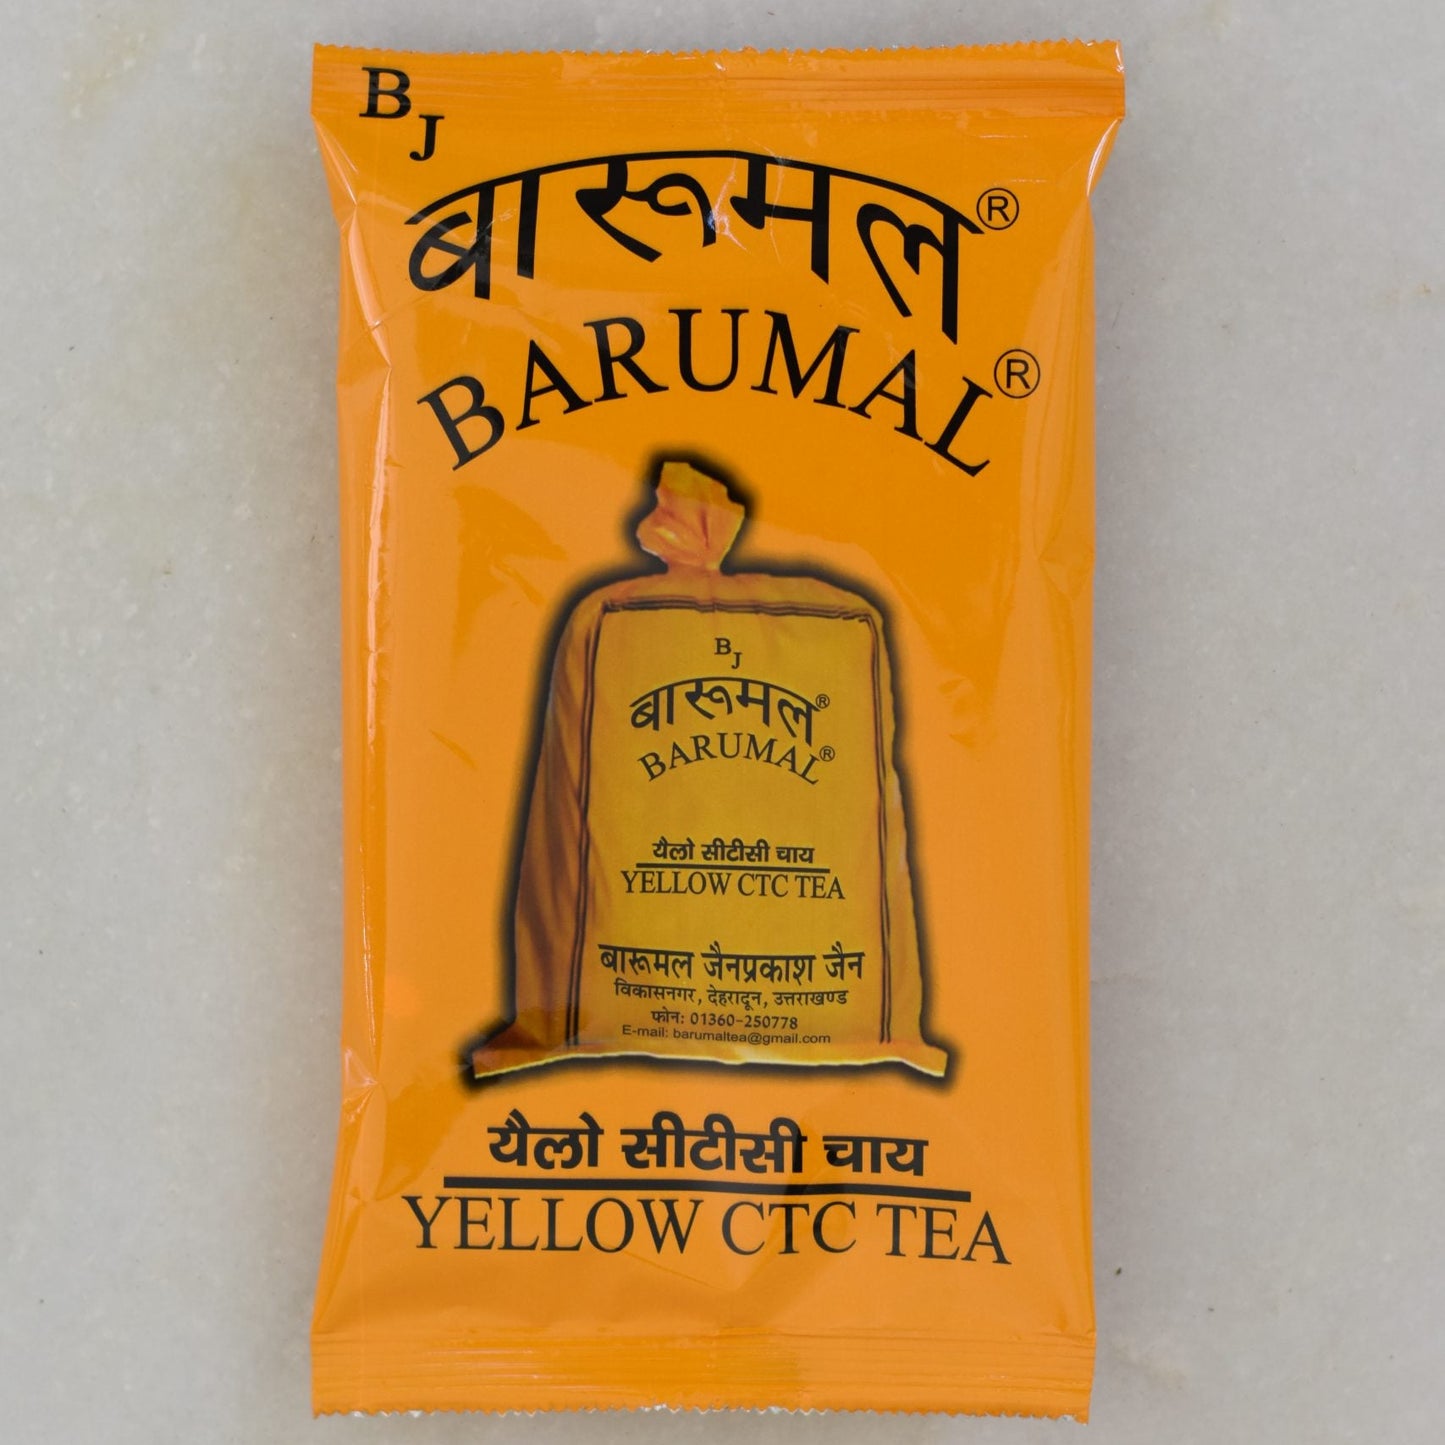 BJ
बारूमल®
BARUMAL®
BJ
बारूमल®
BARUMAL®
यैलो सीटीसी चाय
YELLOW CTC TEA
बारूमल जैनप्रकाश जैन
विकासनगर, देहरादून, उत्तराखण्ड
फोन: 01360-250778
E-mail: barumaltea@gmail.com
यैलो सीटीसी चाय
YELLOW CTC TEA